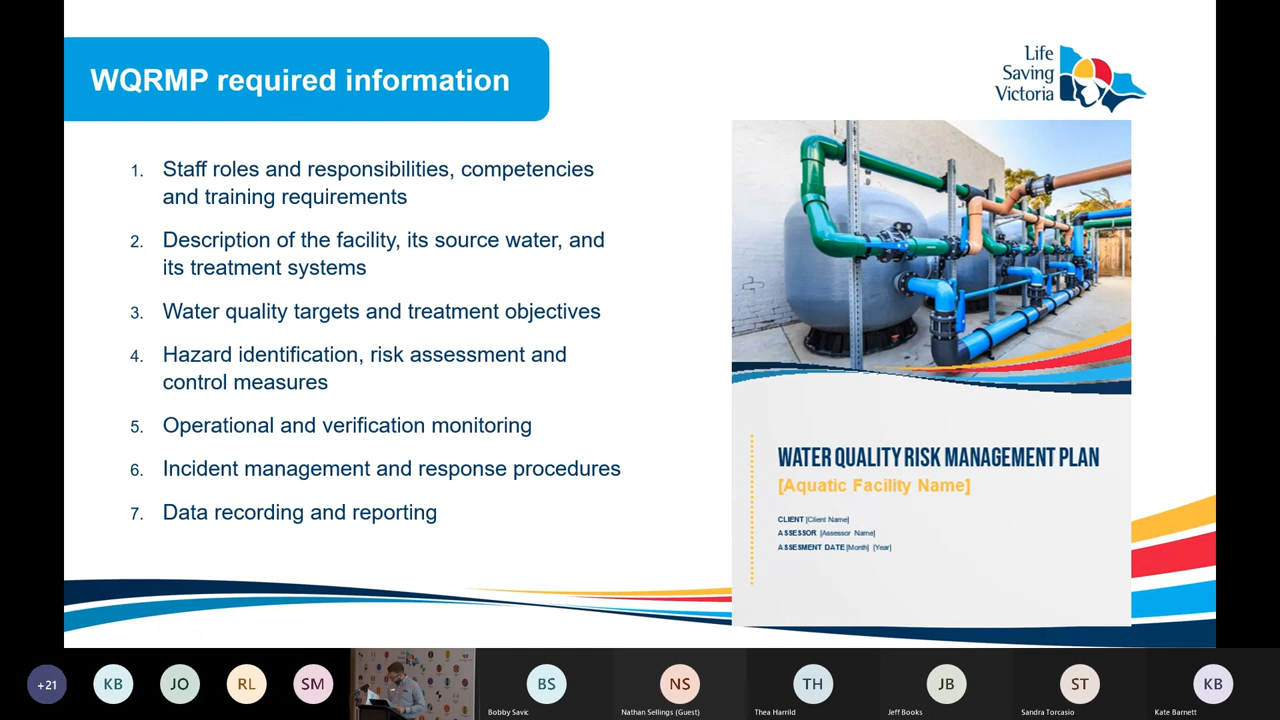 WQRMP required information
Life
Saving
Victoria
1. Staff roles and responsibilities, competencies
and training requirements
2. Description of the facility, its source water, and
its treatment systems
3. Water quality targets and treatment objectives
4. Hazard identification, risk assessment and
control measures
5. Operational and verification monitoring
6. Incident management and response procedures
7. Data recording and reporting
WATER QUALITY RISK MANAGEMENT PLAN
[Aquatic Facility Name]
CLIENT [Client Name]
ASSESSOR [Assessor Name]
ASSESMENT DATE [Month] [Year]
+21
KB
JO
RL
SM
BS
NS
TH
JB
ST
KB
Bobby Savic
Nathan Sellings (Guest)
Thea Harrild
Jeff Books
Sandra Torcasio
Kate Barnett